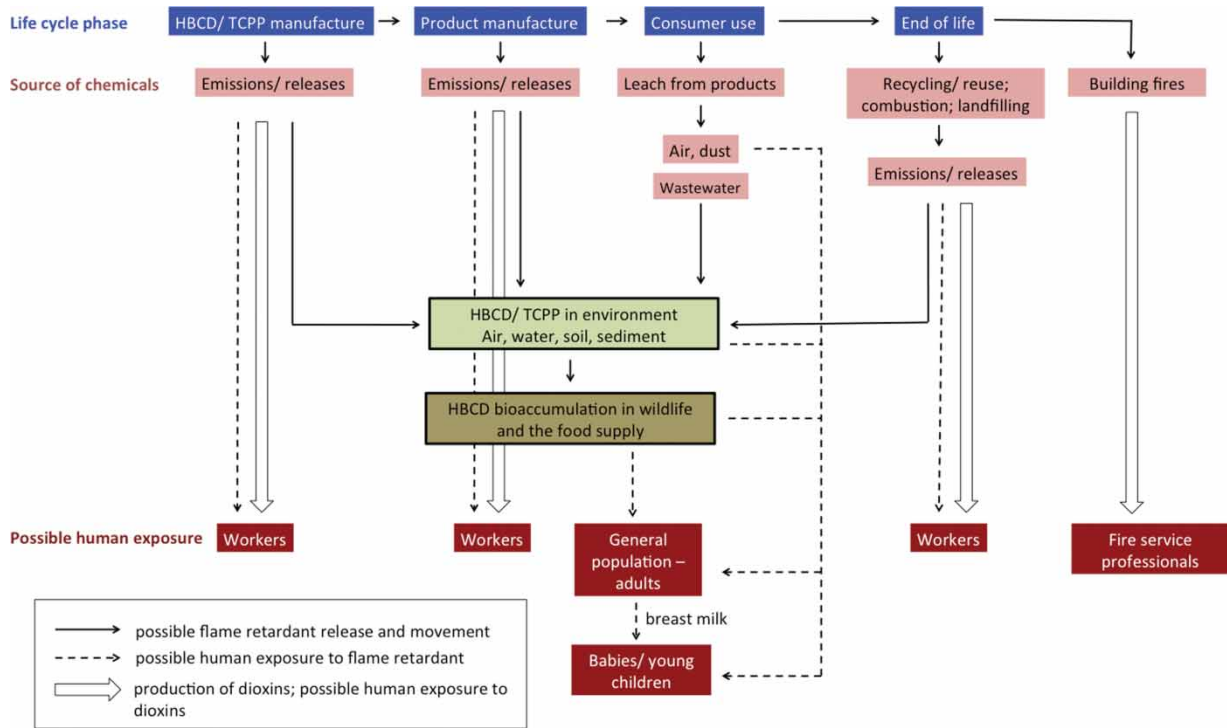 Life cycle phase
HBCD/ TCPP manufacture
Product manufacture
Consumer use
End of life
Source of chemicals
Emissions/ releases
Emissions/ releases
Leach from products
Recycling/ reuse;
combustion; landfilling
Building fires
Air, dust
Emissions/ releases
Wastewater
HBCD/ TCPP in environment
Air, water, soil, sediment
HBCD bioaccumulation in wildlife
and the food supply
Possible human exposure
Workers
Workers
General
population –
adults
Workers
Fire service
professionals
breast milk
Babies/ young
children
possible flame retardant release and movement
possible human exposure to flame retardant
production of dioxins; possible human exposure to
dioxins